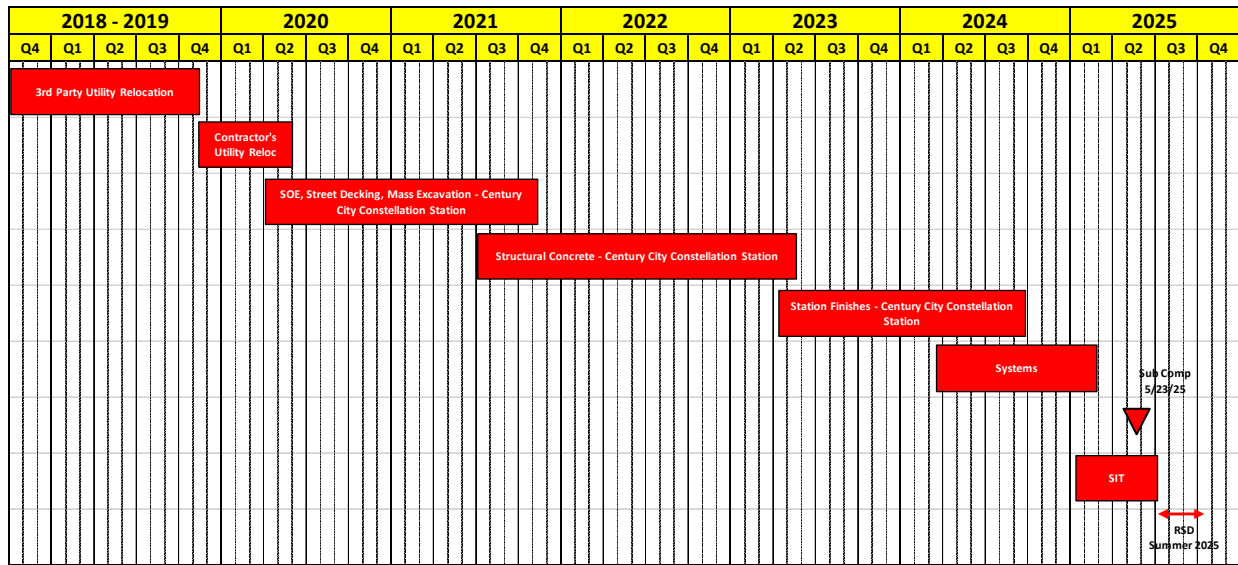 2018 - 2019 2020 2021 2022 2023 2024 2025
Q4 Q1 Q2 Q3 Q4 Q1 Q2 Q3 Q4 Q1 Q2 Q3 Q4 Q1 Q2 Q3 Q4 Q1 Q2 Q3 Q4 Q1 Q2 Q3 Q4 Q1 Q2 Q3 Q4
3rd Party Utility Relocation
Contractor's
Utility Reloc
SOE, Street Decking, Mass Excavation - Century
City Constellation Station
Structural Concrete - Century City Constellation Station
Station Finishes - Century City Constellation
Station
Systems
Sub Comp
5/23/25
SIT
RSD
Summer 2025